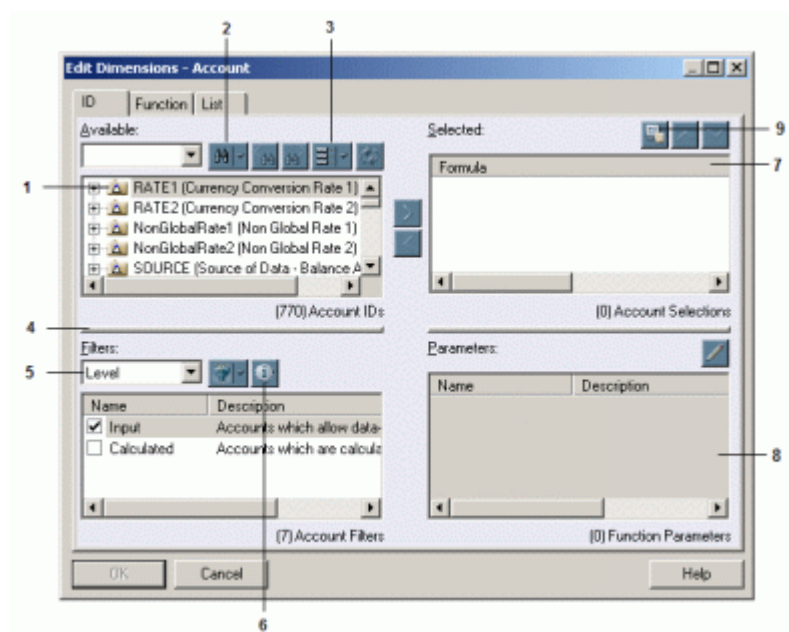 2 3
Edit Dimensions - Account
ID Function List
Available: Selected: 9
Formula 7
1 RATE1 (Currency Conversion Rate 1)
RATE2 (Currency Conversion Rate 2)
NonGlobalRate1 (Non Global Rate 1)
NonGlobalRate2 (Non Global Rate 2)
SOURCE (Source of Data - Balance A
(770) Account IDs (0) Account Selections
4
Filters: Parameters:
5 Level
Name Description Name Description
Input Accounts which allow data-
Calculated Accounts which are calcula
8
(7) Account Filters (0) Function Parameters
OK Cancel Help
6